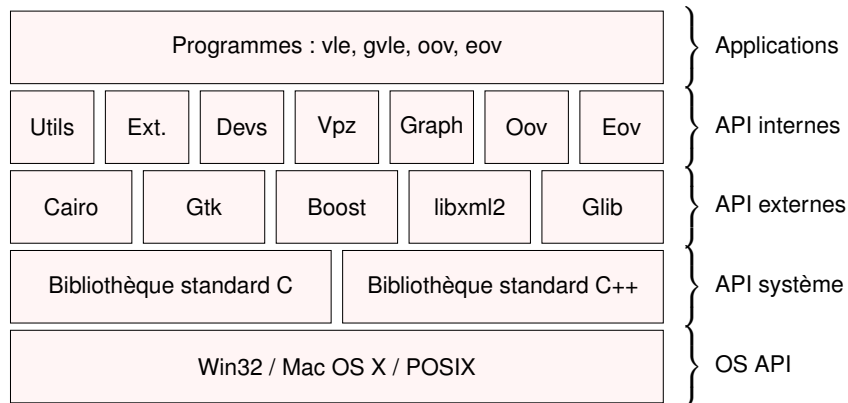 Programmes : vle, gvle, oov, eov
Applications
Utils Ext. Devs Vpz Graph Oov Eov
API internes
Cairo Gtk Boost libxml2 Glib
API externes
Bibliothèque standard C Bibliothèque standard C++
API système
Win32 / Mac OS X / POSIX
OS API